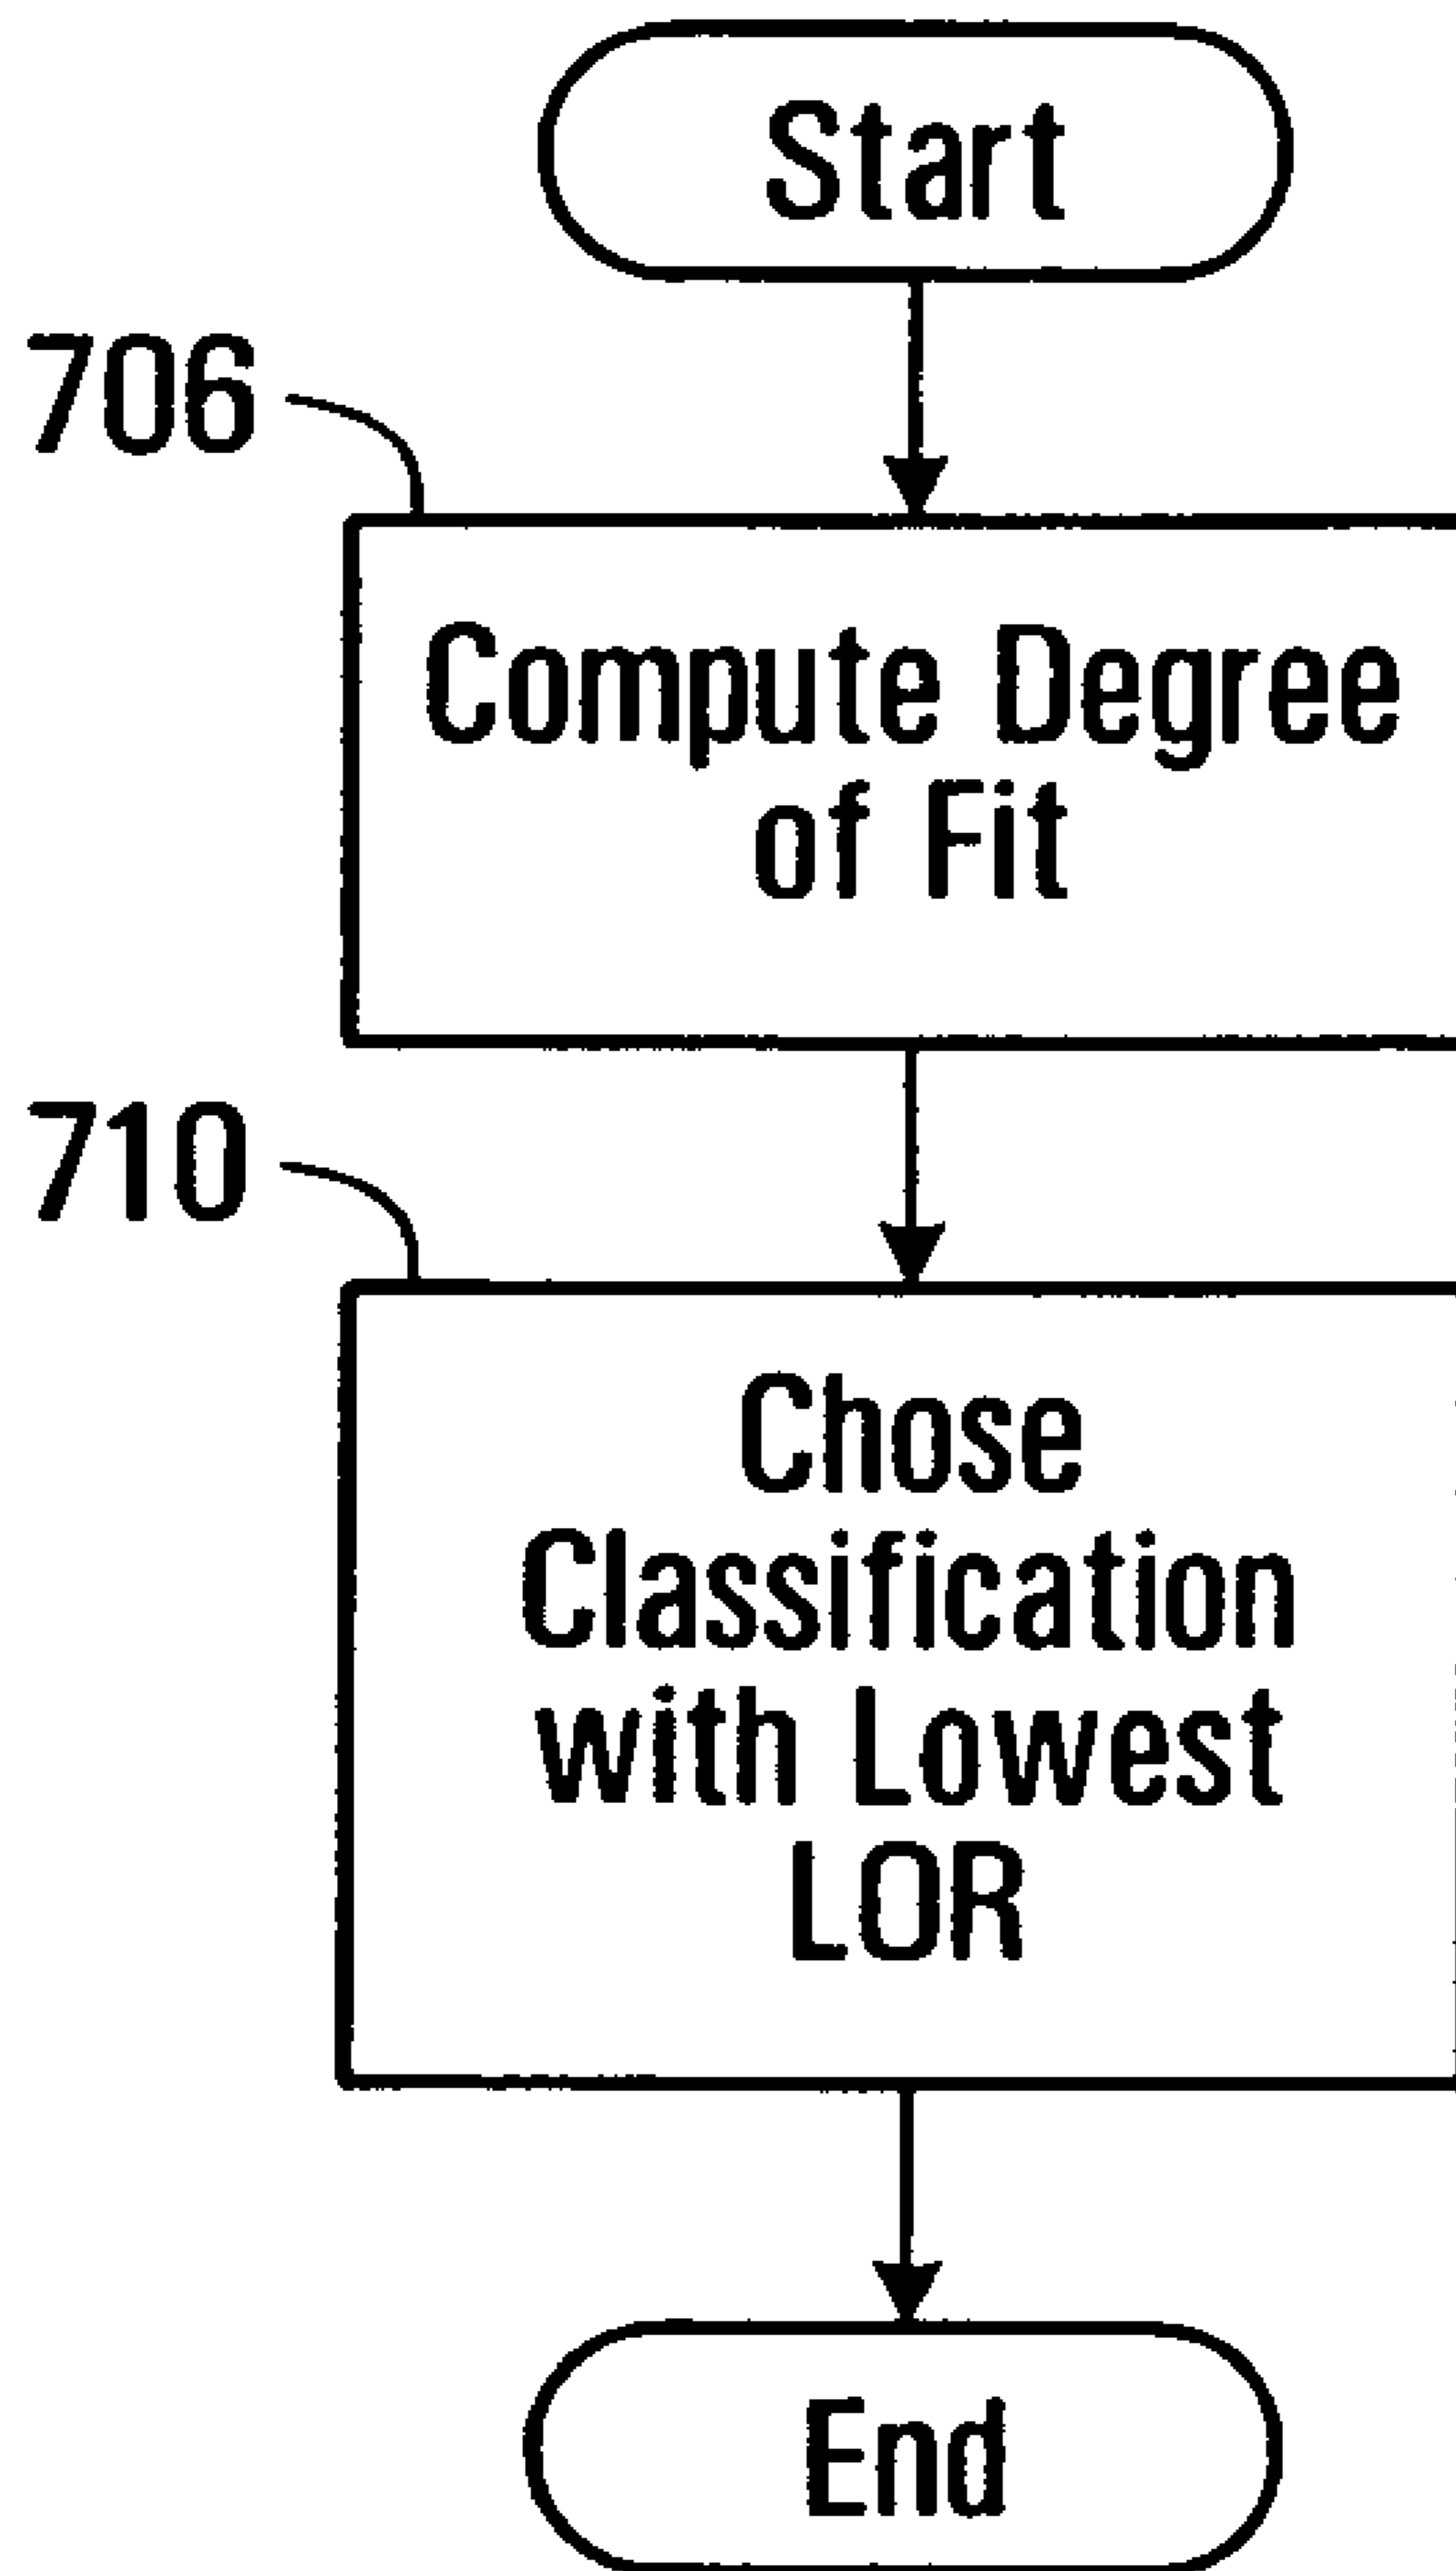 Start
706
Compute Degree
of Fit
710
Chose
Classification
with Lowest
LOR
End